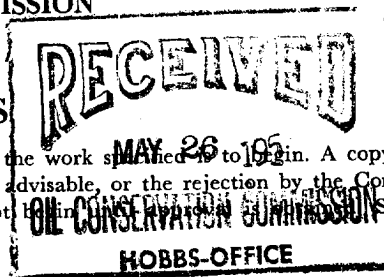 ISSION
RECEIVED
S
MAY 26 195
the work specified is to begin. A copy
advisable, or the rejection by the Co
OIL CONSERVATION COMMISSION
HOBBS-OFFICE